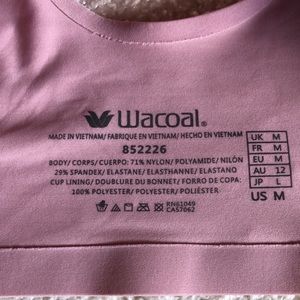 Wacoal®
MADE IN VIETNAM/ FABRIQUE EN VIETNAM/ HECHO EN VIETNAM
852226
BODY/ CORPS/ CUERPO: 71% NYLON/ POLYAMIDE/ NILÓN
29% SPANDEX/ ELASTANE/ ELASTHANNE/ ELASTANO
CUP LINING/ DOUBLURE DU BONNET/ FORRO DE COPA:
100% POLYESTER/ POLYESTER/ POLIÉSTER
RN61049
CA57062
UK M
FR M
EU M
AU 12
JP L
US M